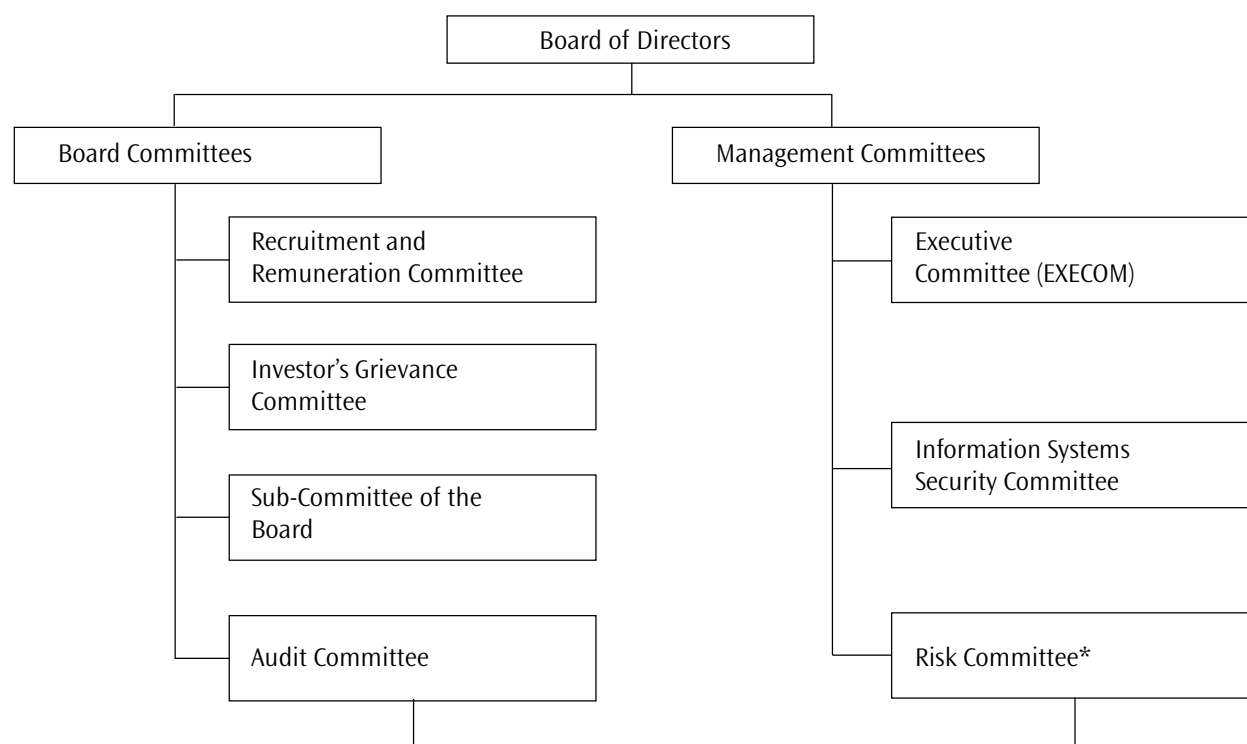 Board of Directors
Board Committees
Management Committees
Recruitment and
Remuneration Committee
Investor’s Grievance
Committee
Sub-Committee of the
Board
Audit Committee
Executive
Committee (EXECOM)
Information Systems
Security Committee
Risk Committee*